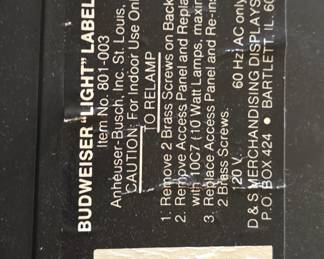 BUDWEISER "LIGHT" LABEL
Item No. 801-003
Anheuser-Busch, Inc. St. Louis,
CAUTION: For Indoor Use Only
TO RELAMP
1. Remove 2 Brass Screws on Back
2. Remove Access Panel and Repla
with 10C7 (10 Watt Lamps, maxim
3. Replace Access Panel and Re-in
2 Brass Screws.
120 V. 60 Hz AC only
D & S MERCHANDISING DISPLAYS
P.O. BOX 424 • BARTLETT, IL. 60